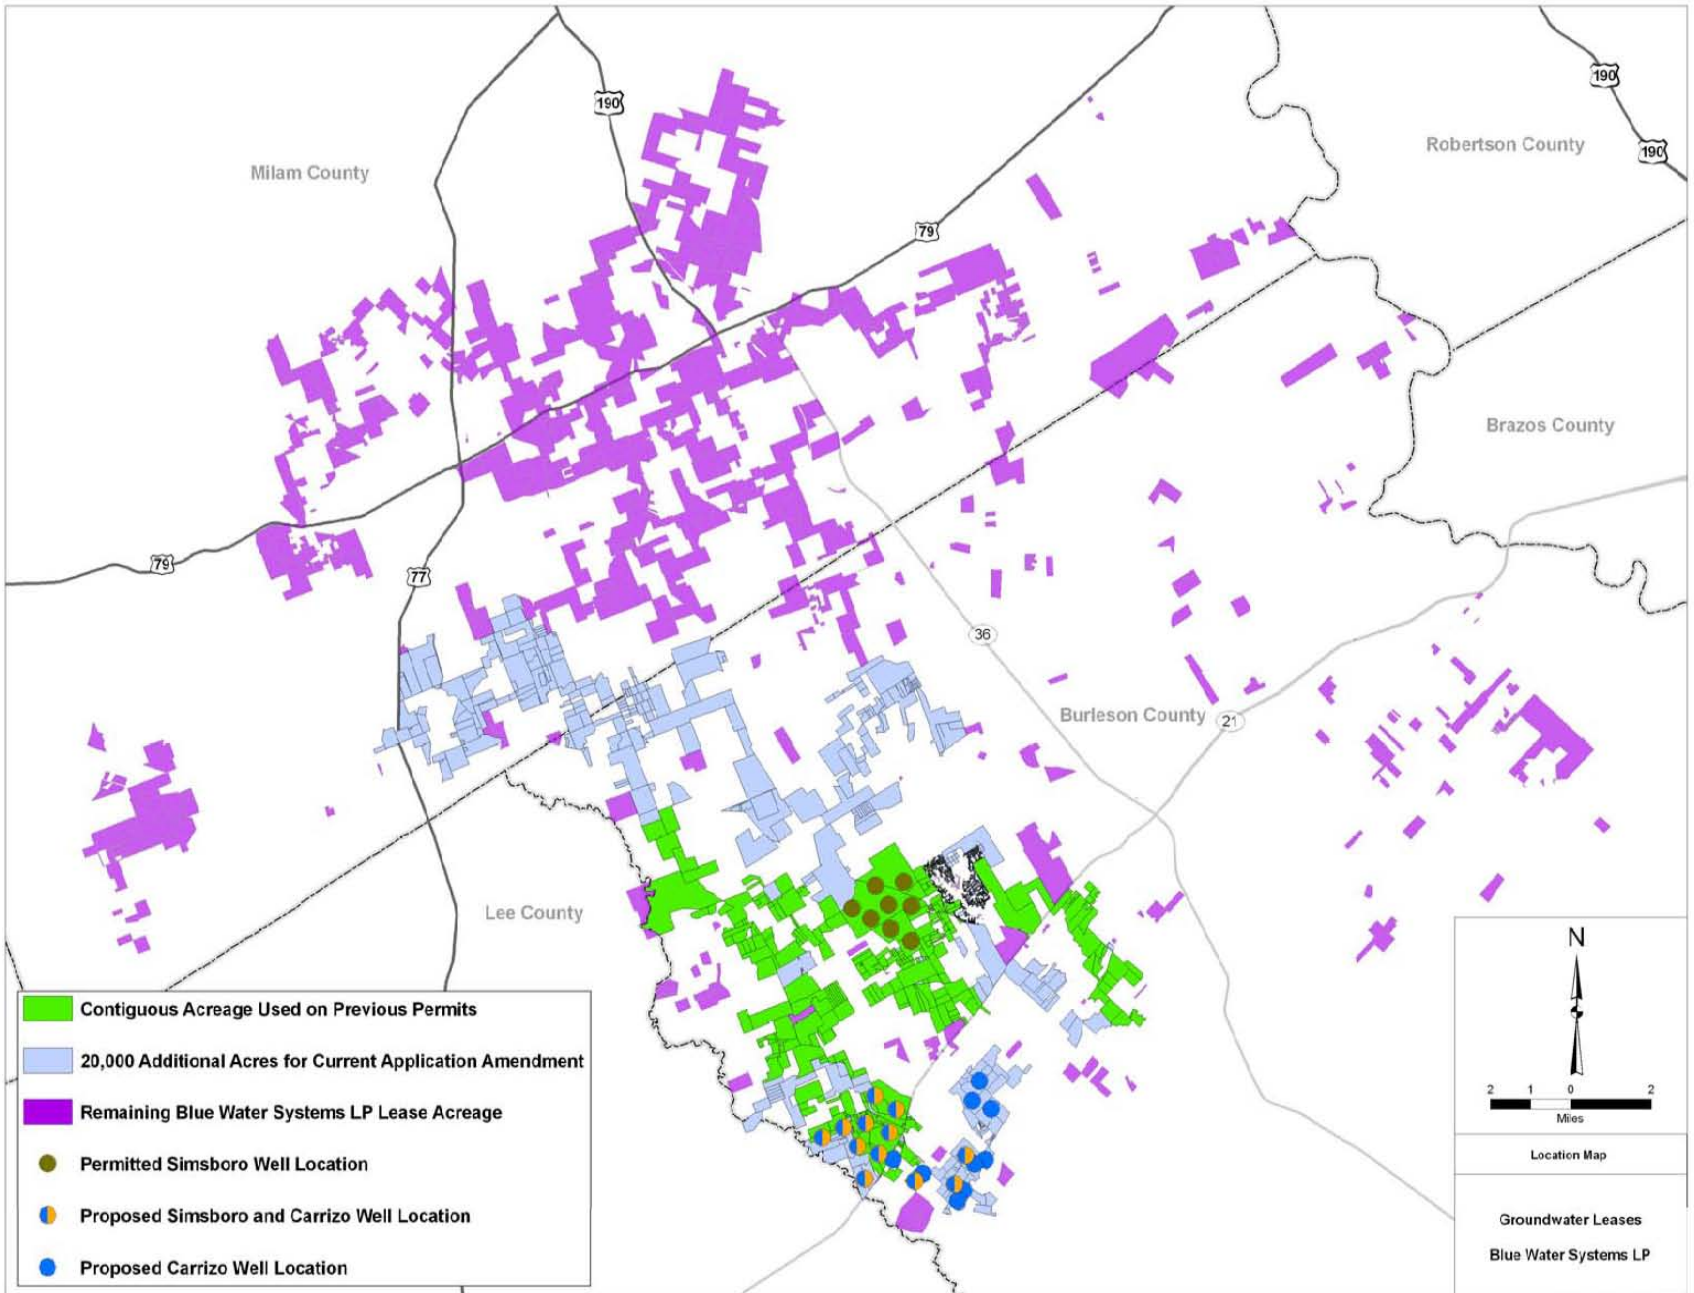 190
190
Robertson County
190
Milam County
79
Brazos County
79
77
36
Burleson County
21
Lee County
Contiguous Acreage Used on Previous Permits
20,000 Additional Acres for Current Application Amendment
Remaining Blue Water Systems LP Lease Acreage
Permitted Simsboro Well Location
Proposed Simsboro and Carrizo Well Location
Proposed Carrizo Well Location
N
2 1 0 2
Miles
Location Map
Groundwater Leases
Blue Water Systems LP